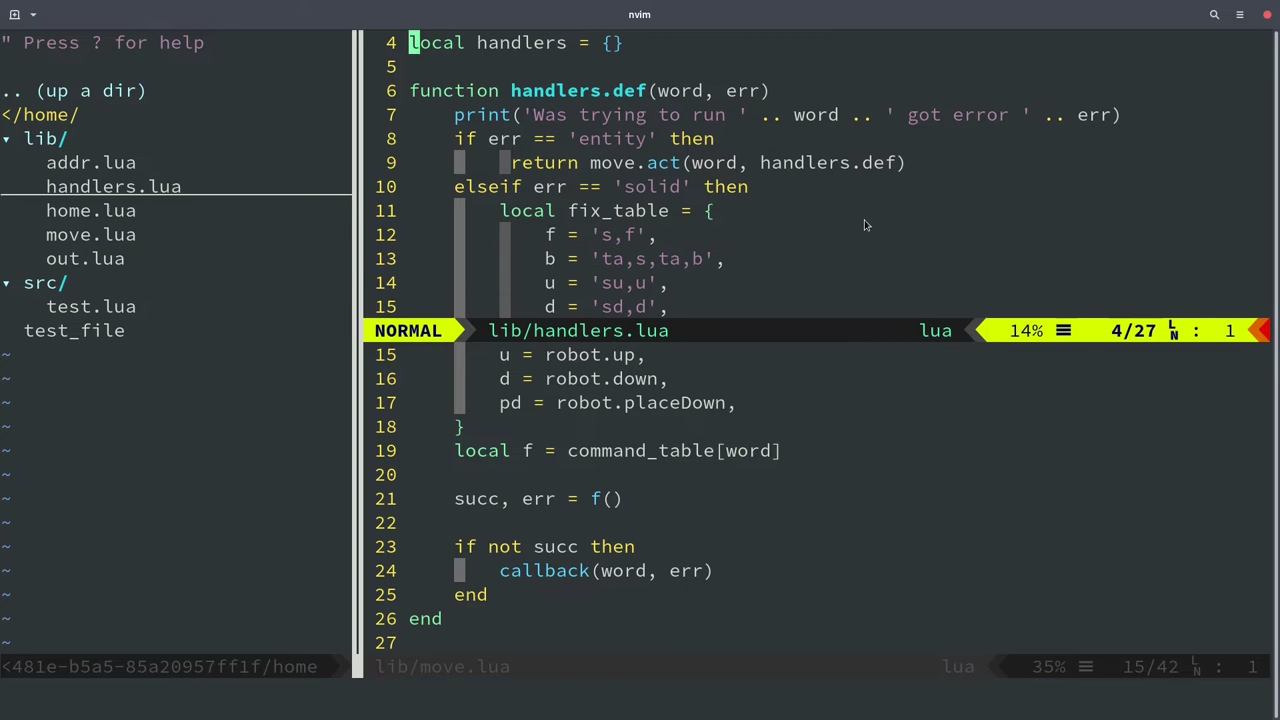 nvim
" Press ? for help
.. (up a dir)
</home/
▾ lib/
addr.lua
handlers.lua
home.lua
move.lua
out.lua
▾ src/
test.lua
test_file
~
~
~
~
~
~
~
~
~
~
~
~
~
<481e-b5a5-85a20957ff1f/home
4 local handlers = {}
5
6 function handlers.def(word, err)
7 print('Was trying to run ' .. word .. ' got error ' .. err)
8 if err == 'entity' then
9 return move.act(word, handlers.def)
10 elseif err == 'solid' then
11 local fix_table = {
12 f = 's,f',
13 b = 'ta,s,ta,b',
14 u = 'su,u',
15 d = 'sd,d',
NORMAL lib/handlers.lua lua 14% ☰ 4/27 LN : 1
15 u = robot.up,
16 d = robot.down,
17 pd = robot.placeDown,
18 }
19 local f = command_table[word]
20
21 succ, err = f()
22
23 if not succ then
24 callback(word, err)
25 end
26 end
27
lib/move.lua lua 35% ☰ 15/42 LN : 1